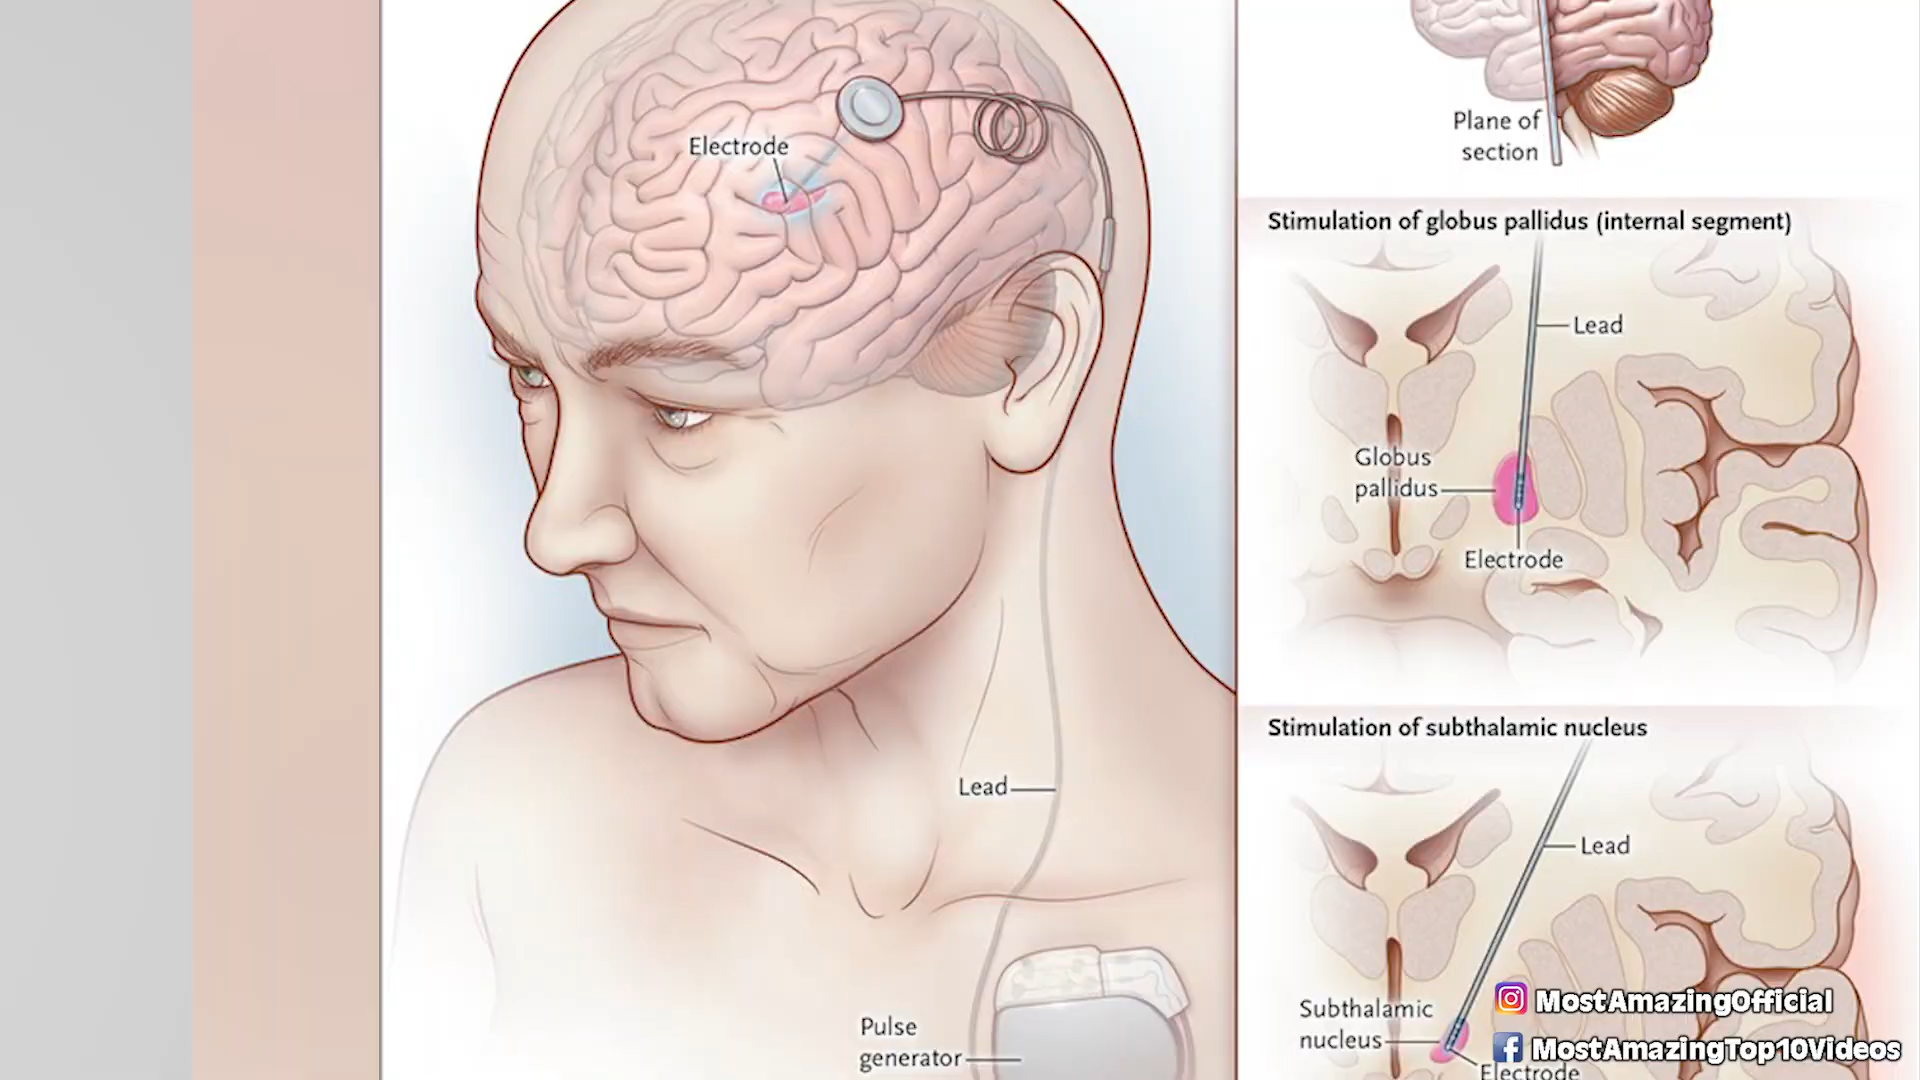 Electrode
Lead
Pulse
generator
Plane of
section
Stimulation of globus pallidus (internal segment)
Lead
Globus
pallidus
Electrode
Stimulation of subthalamic nucleus
Lead
Subthalamic
nucleus
Electrode
MostAmazingOfficial
MostAmazingTop10Videos